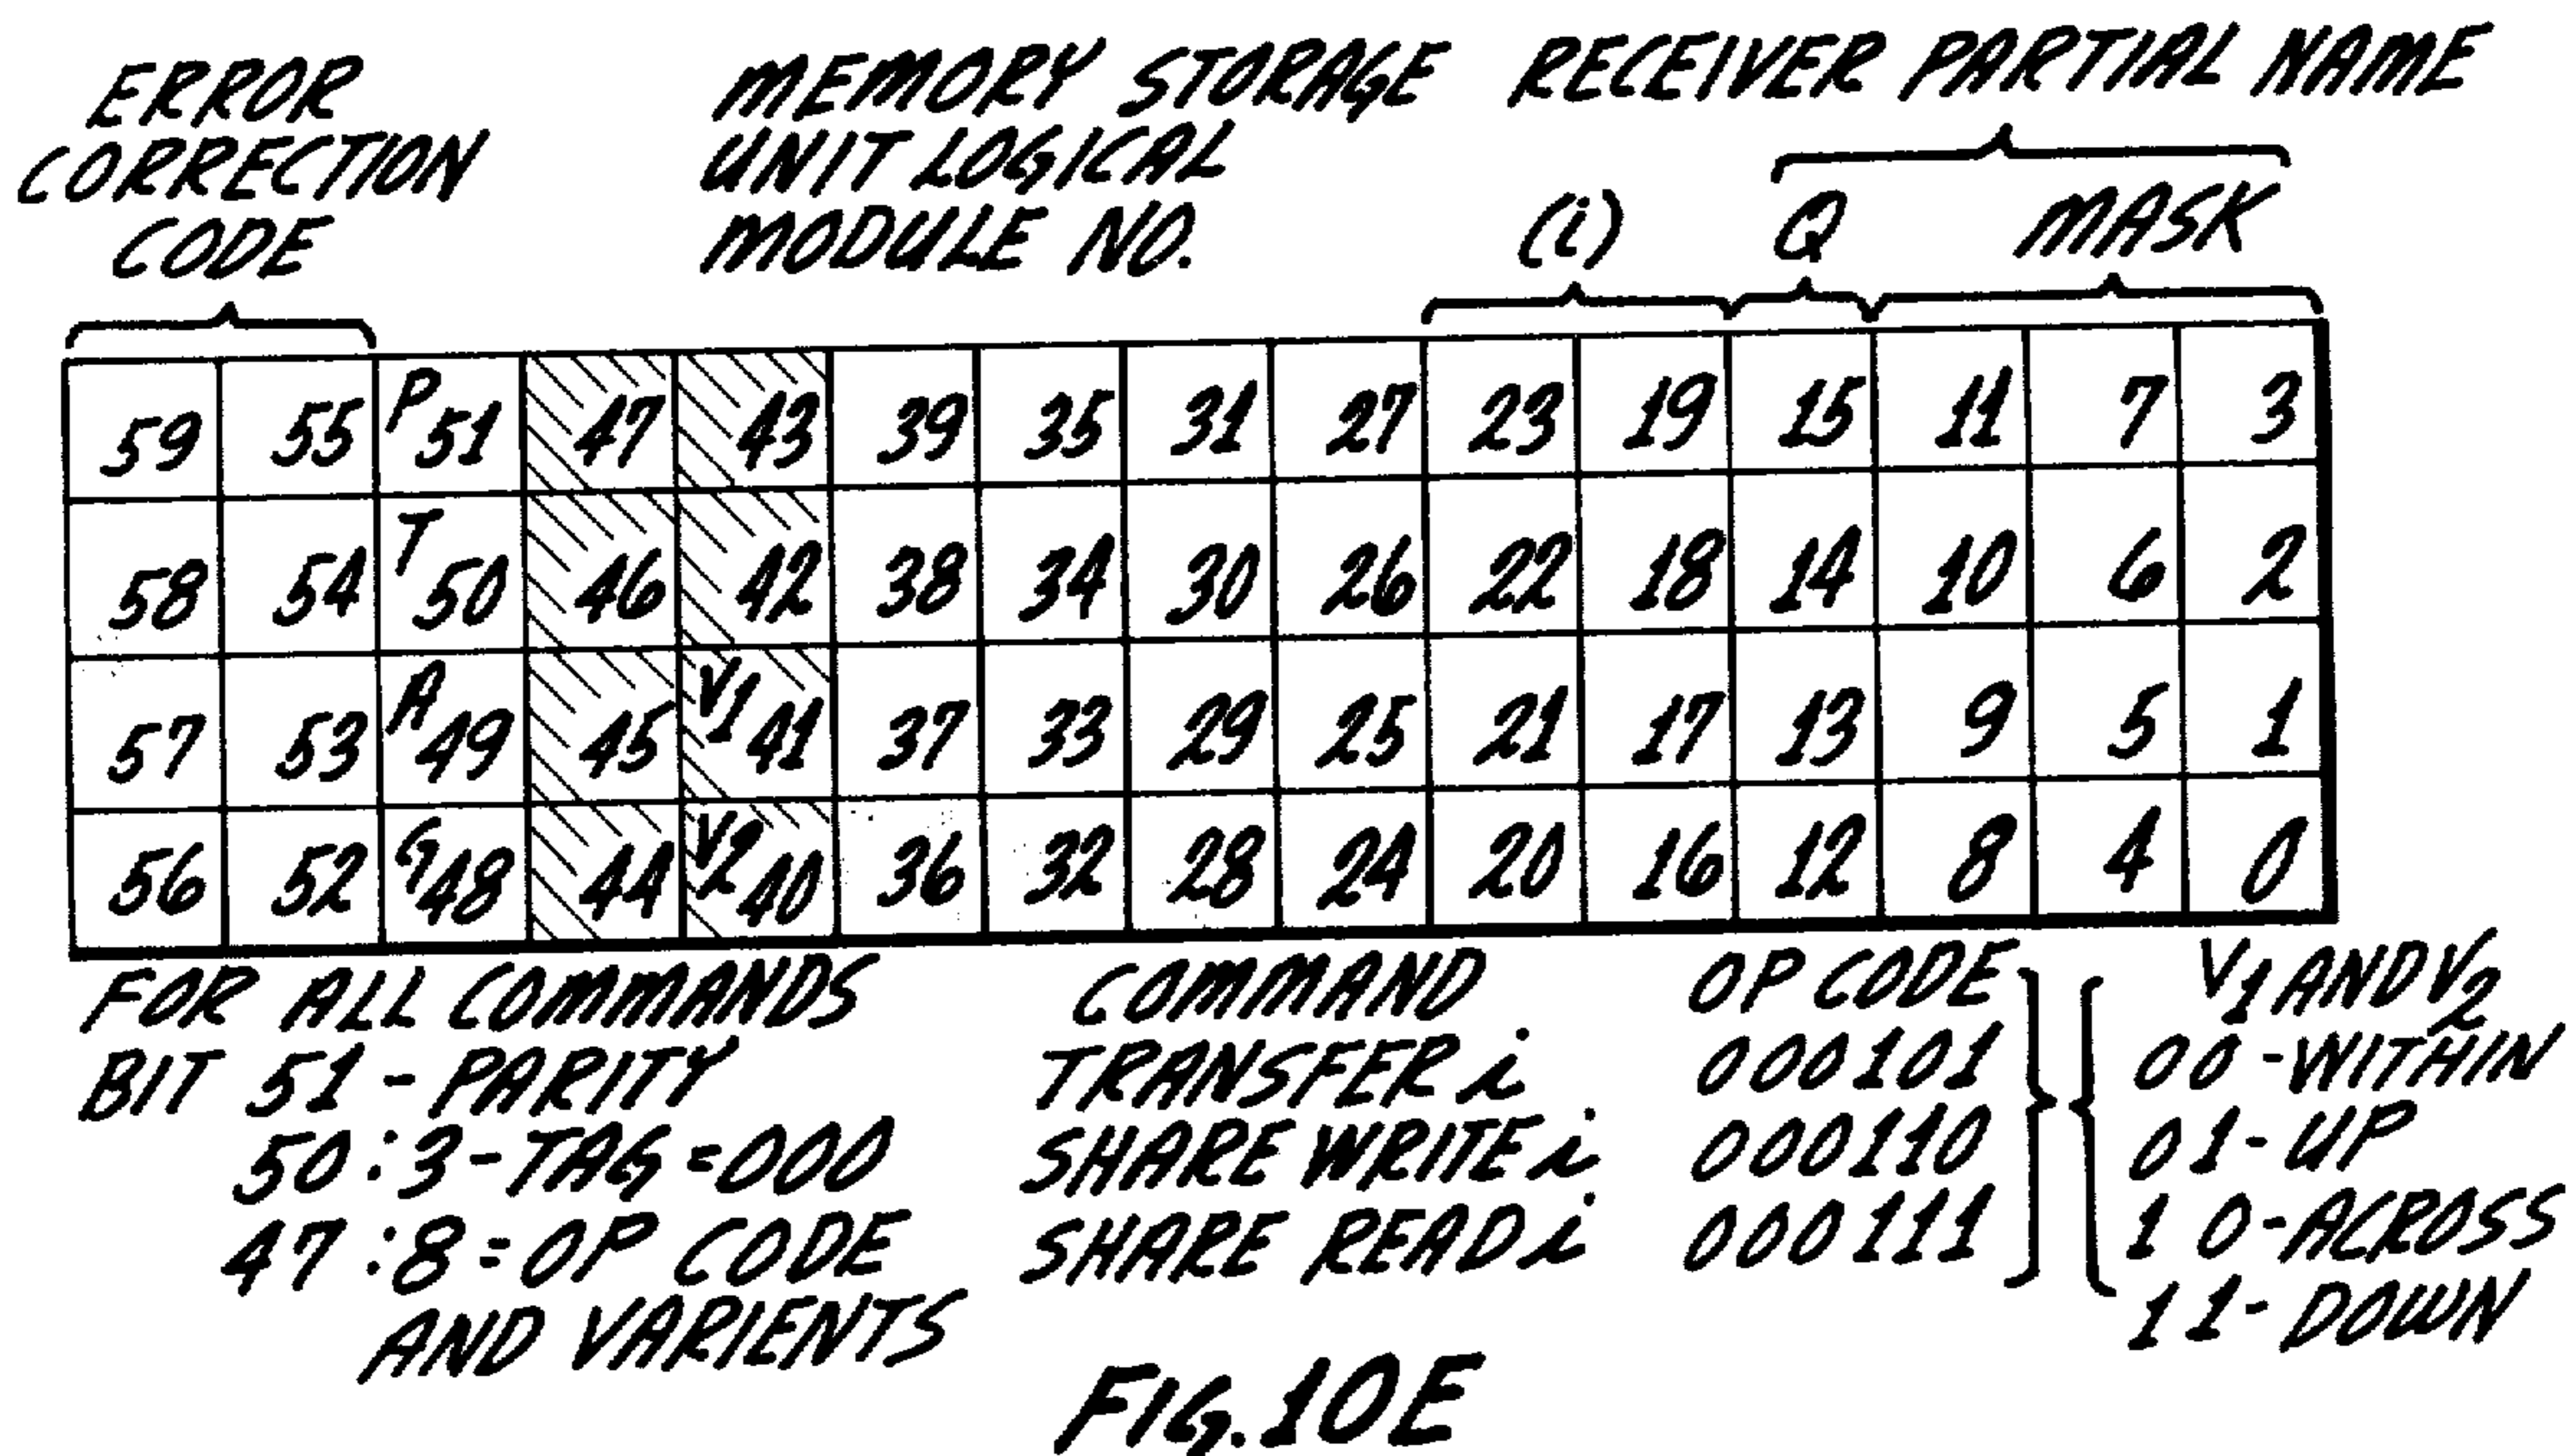 ERROR
CORRECTION
CODE
MEMORY STORAGE
UNIT LOGICAL
MODULE NO.
RECEIVER PARTIAL NAME
(i) Q MASK
59 55 P 51 47 43 39 35 31 27 23 19 15 11 7 3
58 54 T 50 46 42 38 34 30 26 22 18 14 10 6 2
57 53 A 49 45 V1 41 37 33 29 25 21 17 13 9 5 1
56 52 G 48 44 V2 40 36 32 28 24 20 16 12 8 4 0
FOR ALL COMMANDS
BIT 51 - PARITY
50 : 3 - TAG = 000
47 : 8 = OP CODE
AND VARIENTS
COMMAND OP CODE
TRANSFER i 000101
SHARE WRITE i 000110
SHARE READ i 000111
V1 AND V2
00 - WITHIN
01 - UP
10 - ACROSS
11 - DOWN
FIG. 10E